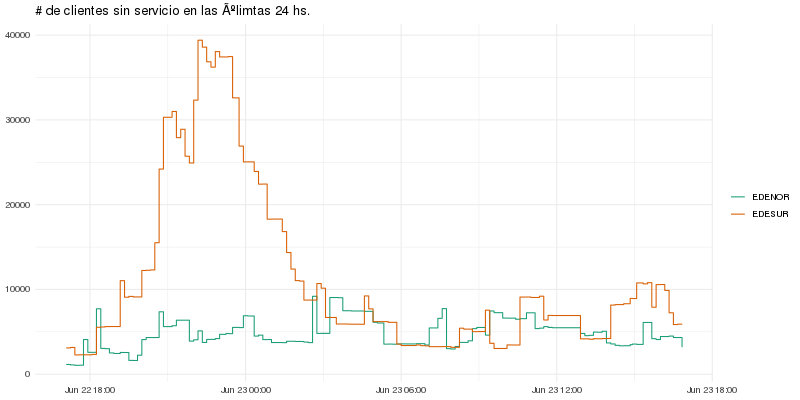 # de clientes sin servicio en las Ãºlimtas 24 hs.
40000
30000
20000
10000
0
Jun 22 18:00
Jun 23 00:00
Jun 23 06:00
Jun 23 12:00
Jun 23 18:00
EDENOR
EDESUR